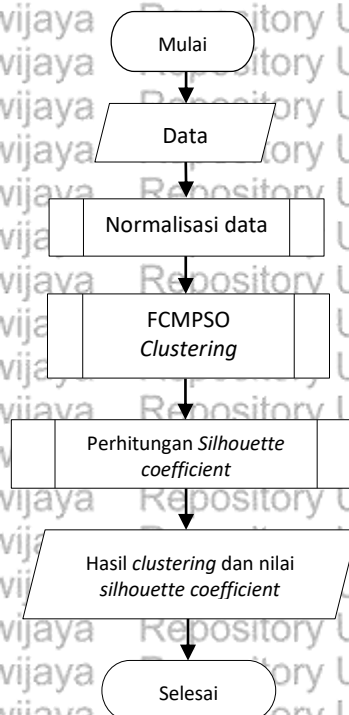 Mulai
Data
Normalisasi data
FCMPSO
Clustering
Perhitungan Silhouette
coefficient
Hasil clustering dan nilai
silhouette coefficient
Selesai